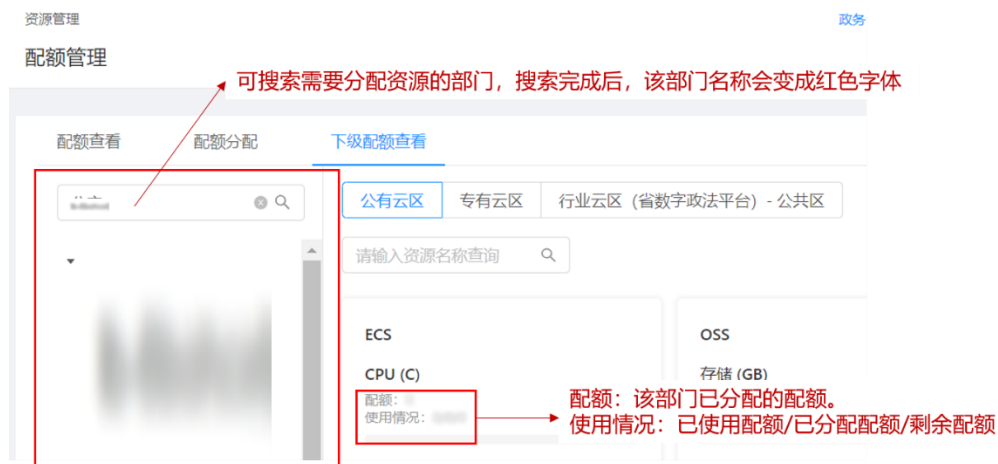 资源管理
政务
配额管理
可搜索需要分配资源的部门，搜索完成后，该部门名称会变成红色字体
配额查看
配额分配
下级配额查看
公有云区
专有云区
行业云区（省数字政法平台）- 公共区
请输入资源名称查询
ECS
OSS
CPU (C)
存储 (GB)
配额：
使用情况：
配额：该部门已分配的配额。
使用情况：已使用配额/已分配配额/剩余配额